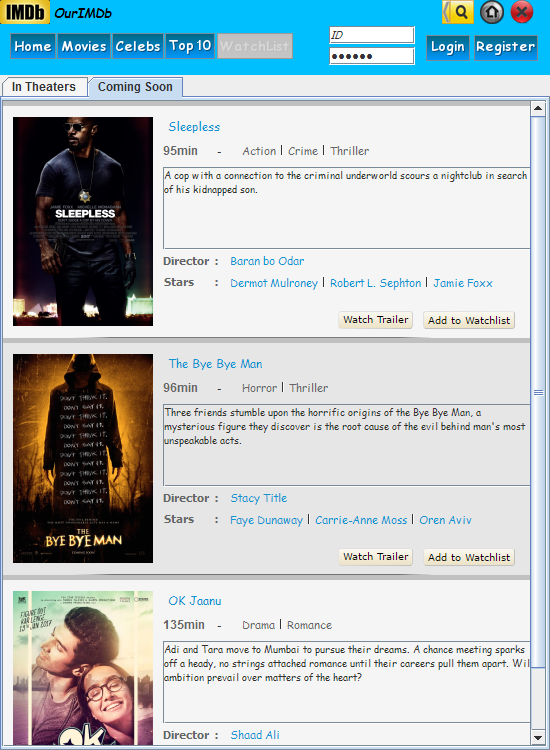 IMDb OurIMDb
Home Movies Celebs Top 10 WatchList
ID
••••••
Login Register
In Theaters Coming Soon
Sleepless
95min - Action | Crime | Thriller
A cop with a connection to the criminal underworld scours a nightclub in search
of his kidnapped son.
Director : Baran bo Odar
Stars : Dermot Mulroney | Robert L. Sephton | Jamie Foxx
Watch Trailer Add to Watchlist
JAMIE FOXX MICHELLE MONAGHAN
SLEEPLESS
The Bye Bye Man
96min - Horror | Thriller
Three friends stumble upon the horrific origins of the Bye Bye Man, a
mysterious figure they discover is the root cause of the evil behind man's most
unspeakable acts.
Director : Stacy Title
Stars : Faye Dunaway | Carrie-Anne Moss | Oren Aviv
Watch Trailer Add to Watchlist
DON'T THINK IT.
DON'T SAY IT.
DON'T THINK IT.
DON'T SAY IT.
DON'T THINK IT.
DON'T SAY IT.
DON'T THINK IT.
DON'T SAY IT.
DON'T THINK IT.
DON'T SAY IT.
THE
BYE BYE MAN
OK Jaanu
135min - Drama | Romance
Adi and Tara move to Mumbai to pursue their dreams. A chance meeting sparks
off a heady, no strings attached romance until their careers pull them apart. Wil
ambition prevail over matters of the heart?
Director : Shaad Ali
FIGURE OUT
13th JAN
OK